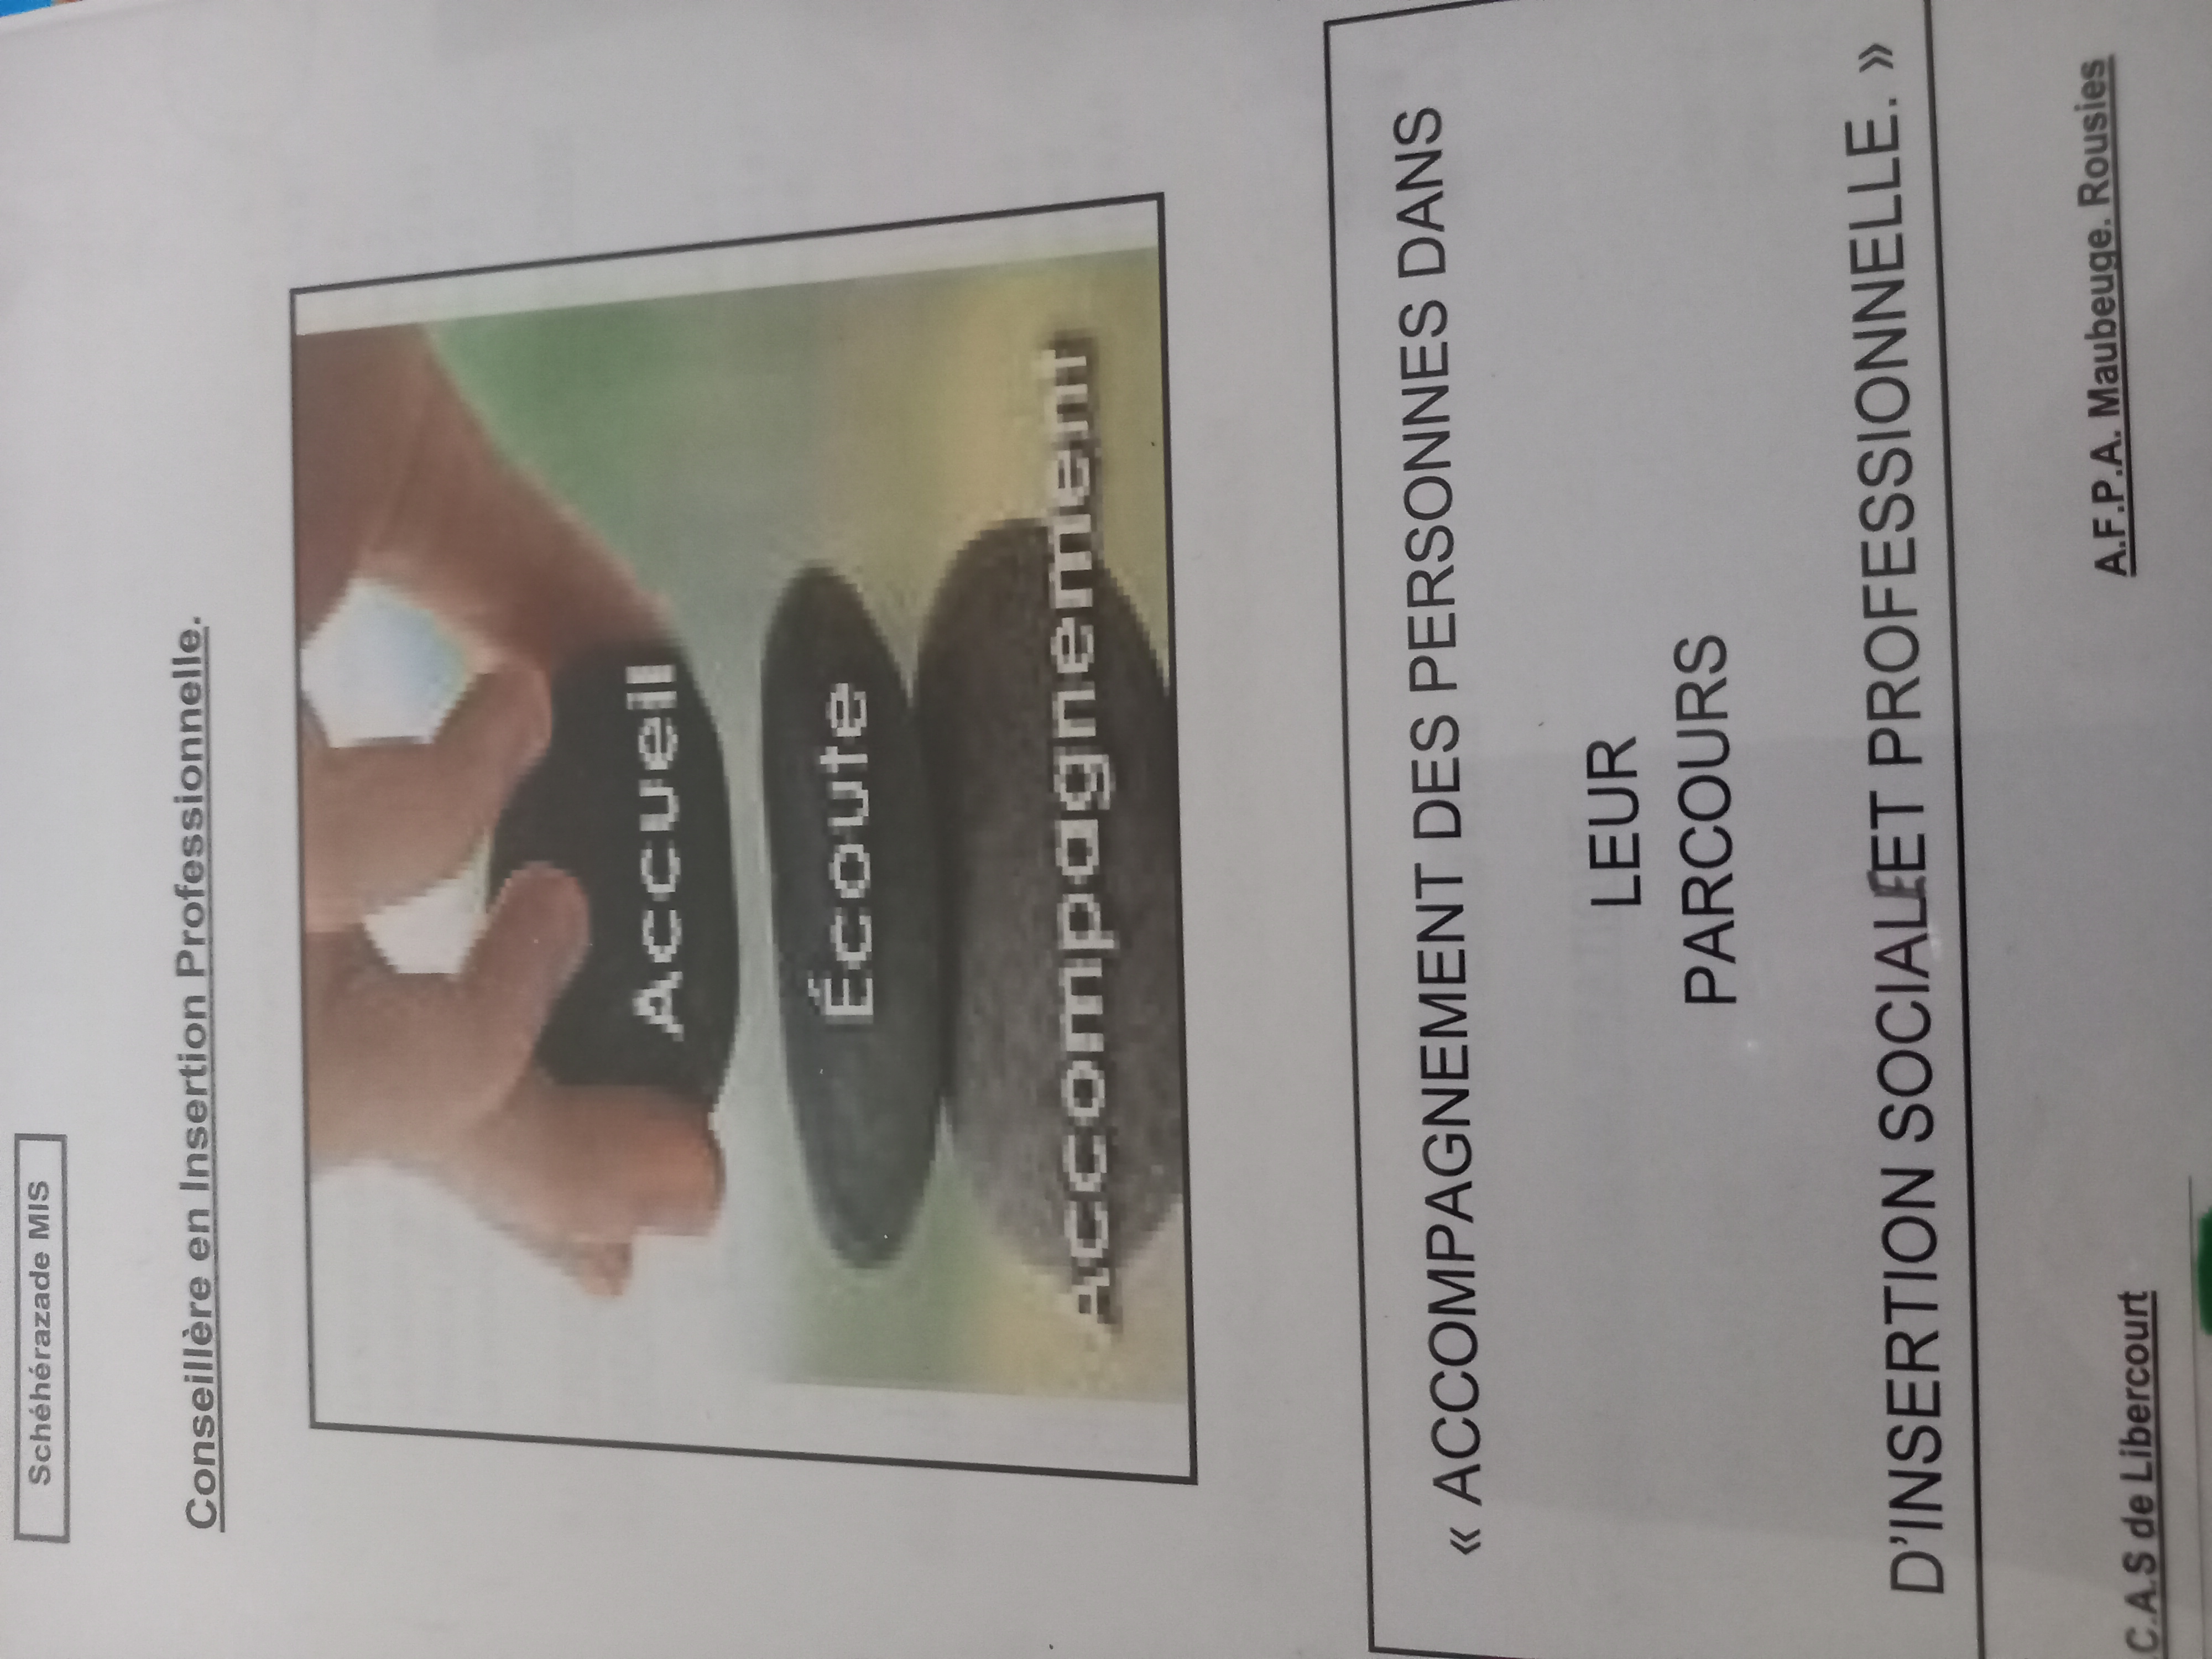 Schéhérazade MIS
Conseillère en Insertion Professionnelle.
Accueil
Écoute
Accompagnement
« ACCOMPAGNEMENT DES PERSONNES DANS
LEUR
PARCOURS
D'INSERTION SOCIALE ET PROFESSIONNELLE. »
.C.A.S de Libercourt
A.F.P.A. Maubeuge. Rousies